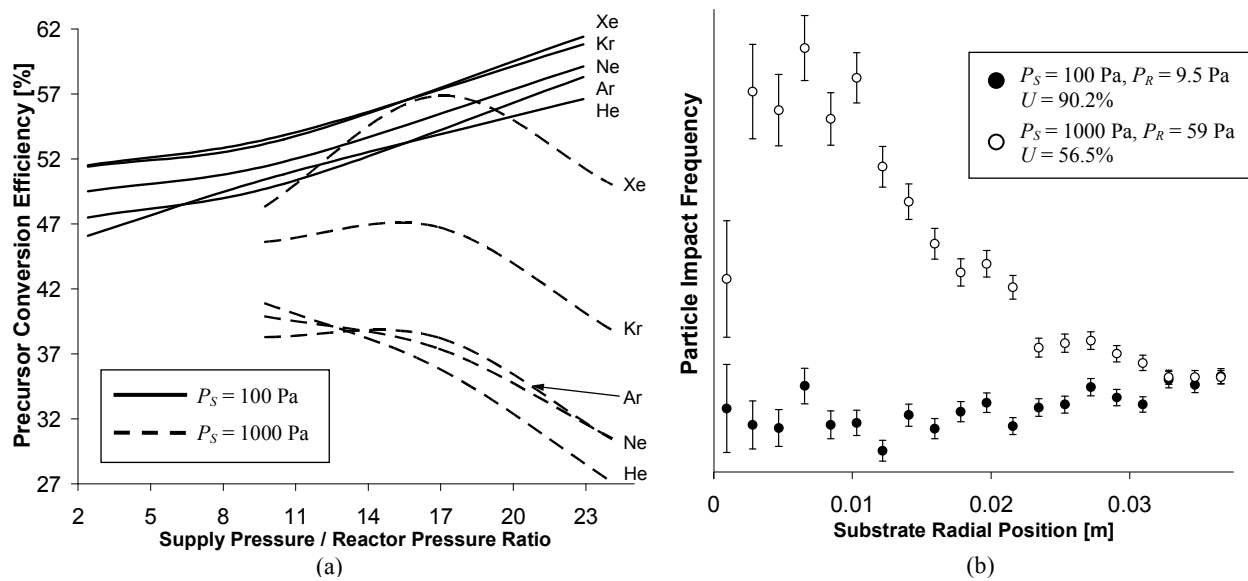 Precursor Conversion Efficiency [%]
62
57
52
47
42
37
32
27
2
5
8
11
14
17
20
23
Supply Pressure / Reactor Pressure Ratio
Xe
Kr
Ne
Ar
He
Xe
Kr
Ar
Ne
He
P_S = 100 Pa
P_S = 1000 Pa
(a)
Particle Impact Frequency
P_S = 100 Pa, P_R = 9.5 Pa
U = 90.2%
P_S = 1000 Pa, P_R = 59 Pa
U = 56.5%
0
0.01
0.02
0.03
Substrate Radial Position [m]
(b)